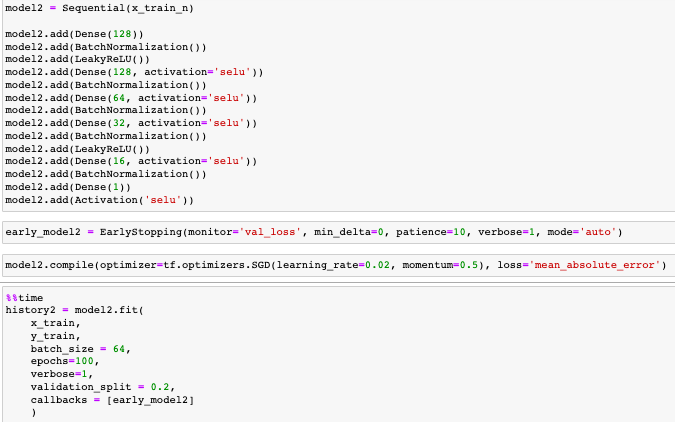 model2 = Sequential(x_train_n)
model2.add(Dense(128))
model2.add(BatchNormalization())
model2.add(LeakyReLU())
model2.add(Dense(128, activation='selu'))
model2.add(BatchNormalization())
model2.add(Dense(64, activation='selu'))
model2.add(BatchNormalization())
model2.add(Dense(32, activation='selu'))
model2.add(BatchNormalization())
model2.add(LeakyReLU())
model2.add(Dense(16, activation='selu'))
model2.add(BatchNormalization())
model2.add(Dense(1))
model2.add(Activation('selu'))
early_model2 = EarlyStopping(monitor='val_loss', min_delta=0, patience=10, verbose=1, mode='auto')
model2.compile(optimizer=tf.optimizers.SGD(learning_rate=0.02, momentum=0.5), loss='mean_absolute_error')
%%time
history2 = model2.fit(
    x_train,
    y_train,
    batch_size = 64,
    epochs=100,
    verbose=1,
    validation_split = 0.2,
    callbacks = [early_model2]
    )